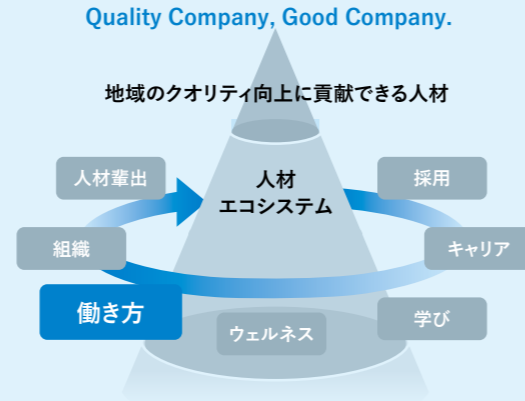 Quality Company, Good Company.
地域のクオリティ向上に貢献できる人材
人材輩出
人材
エコシステム
採用
組織
キャリア
働き方
ウェルネス
学び